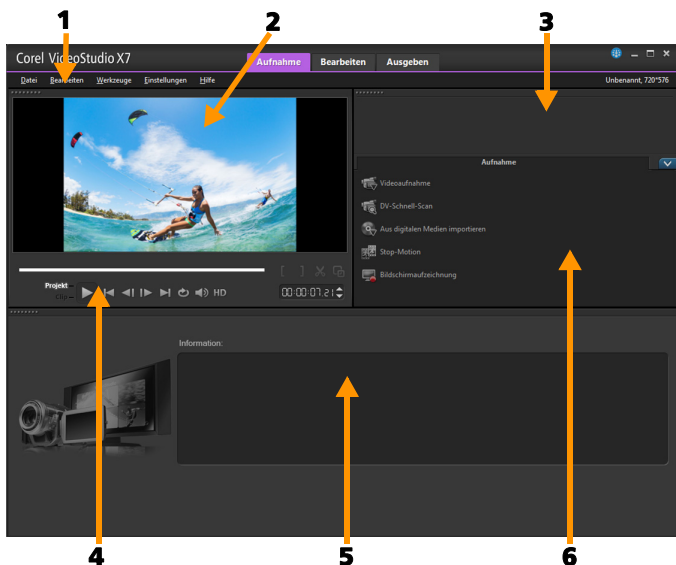 1 2 3
Corel VideoStudio X7
Aufnahme Bearbeiten Ausgeben
Datei Bearbeiten Werkzeuge Einstellungen Hilfe
Unbenannt, 720*576
Aufnahme
Videoaufnahme
DV-Schnell-Scan
Aus digitalen Medien importieren
Stop-Motion
Bildschirmaufzeichnung
Projekt
Clip
HD
00:00:07.21
Information:
4 5 6